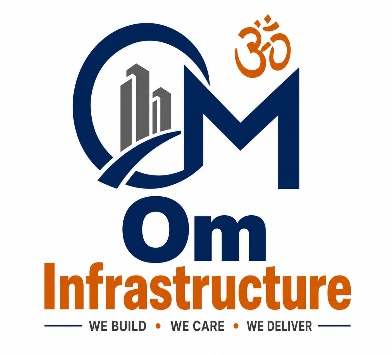 ॐ
OM
Om
Infrastructure
WE BUILD • WE CARE • WE DELIVER